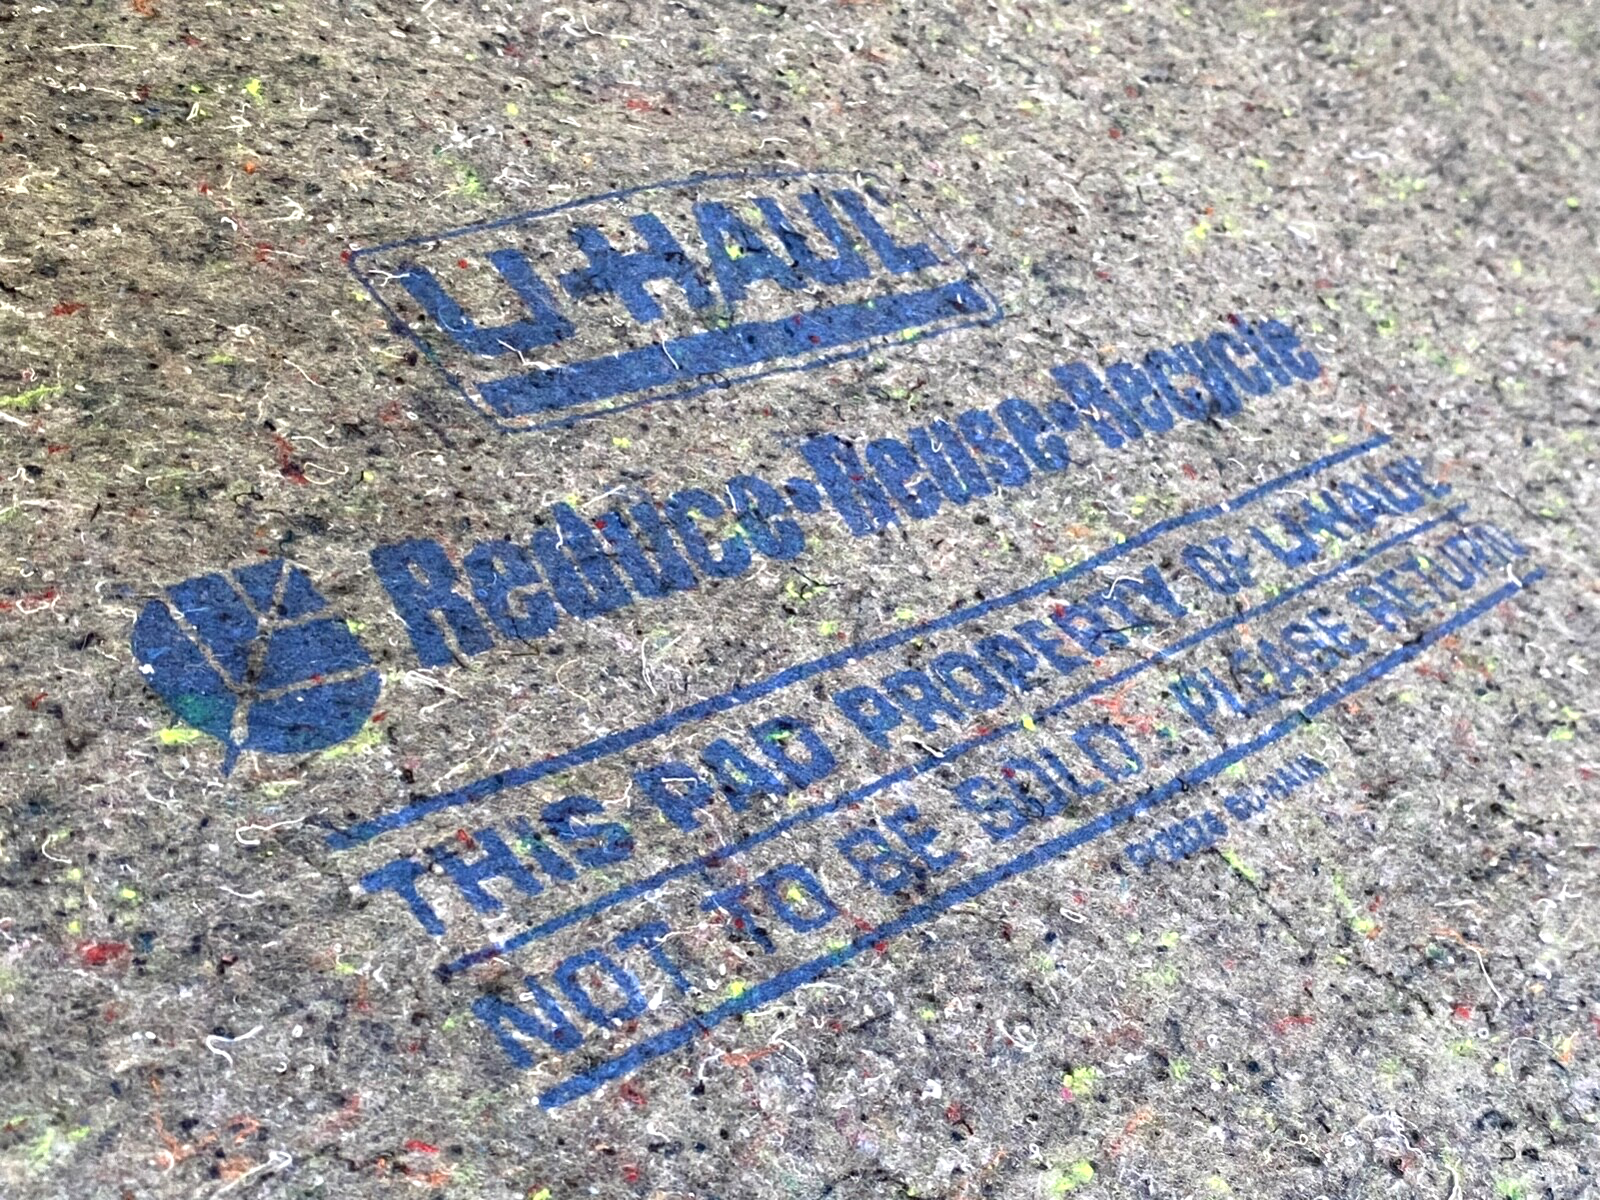 U-HAUL
Reduce·Reuse·Recycle
THIS PAD PROPERTY OF U-HAUL
NOT TO BE SOLD PLEASE RETURN